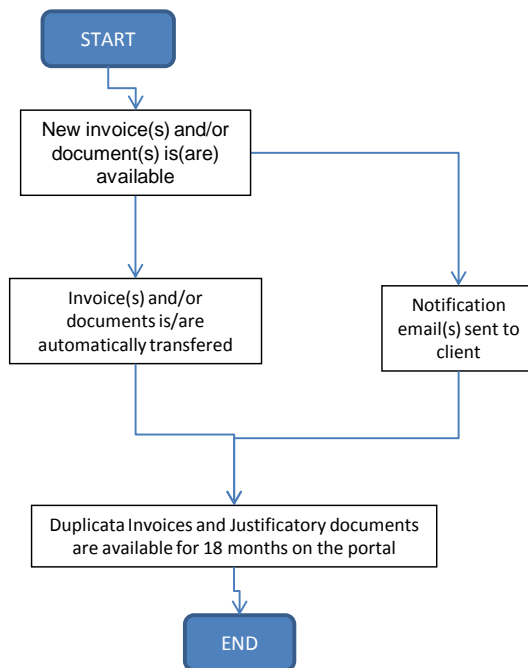 START
New invoice(s) and/or
document(s) is(are)
available
Invoice(s) and/or
documents is/are
automatically transfered
Notification
email(s) sent to
client
Duplicata Invoices and Justificatory documents
are available for 18 months on the portal
END